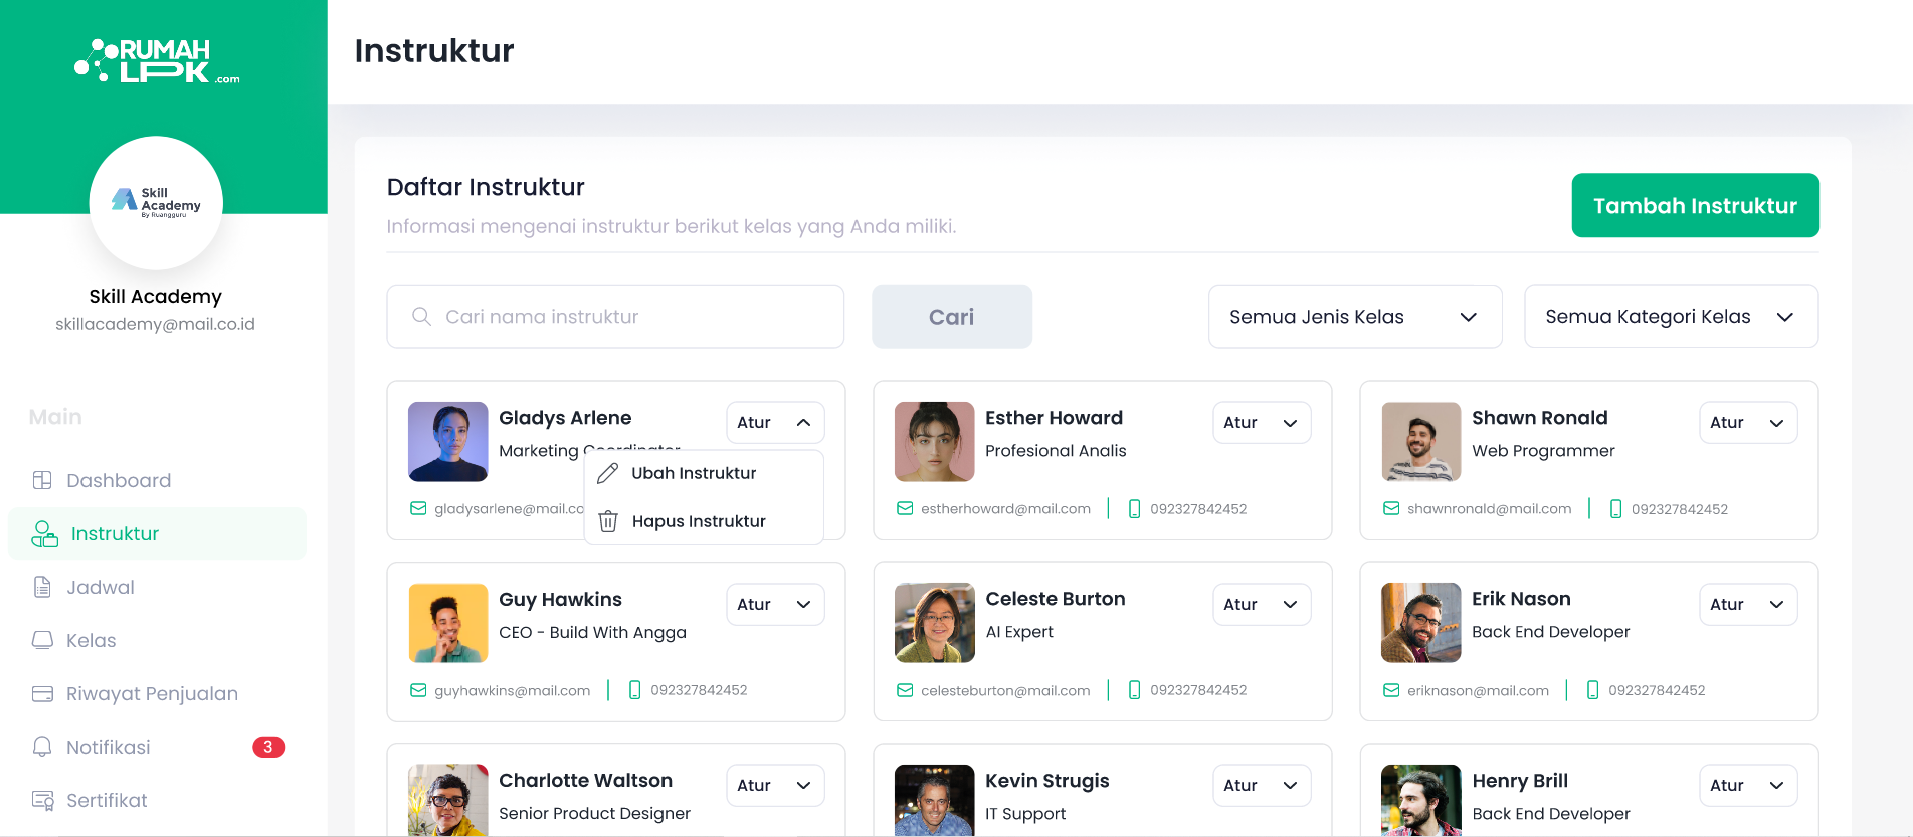 RUMAH
LPK .com
Instruktur
Skill
Academy
By Ruangguru
Skill Academy
skillacademy@mail.co.id
Main
Dashboard
Instruktur
Jadwal
Kelas
Riwayat Penjualan
Notifikasi 3
Sertifikat
Daftar Instruktur
Informasi mengenai instruktur berikut kelas yang Anda miliki.
Tambah Instruktur
Cari nama instruktur
Cari
Semua Jenis Kelas
Semua Kategori Kelas
Gladys Arlene
Atur
Marketing Coordinator
gladysarlene@mail.co
Ubah Instruktur
Hapus Instruktur
Esther Howard
Atur
Profesional Analis
estherhoward@mail.com 092327842452
Shawn Ronald
Atur
Web Programmer
shawnronald@mail.com 092327842452
Guy Hawkins
Atur
CEO - Build With Angga
guyhawkins@mail.com 092327842452
Celeste Burton
Atur
AI Expert
celesteburton@mail.com 092327842452
Erik Nason
Atur
Back End Developer
eriknason@mail.com 092327842452
Charlotte Waltson
Atur
Senior Product Designer
Kevin Strugis
Atur
IT Support
Henry Brill
Atur
Back End Developer